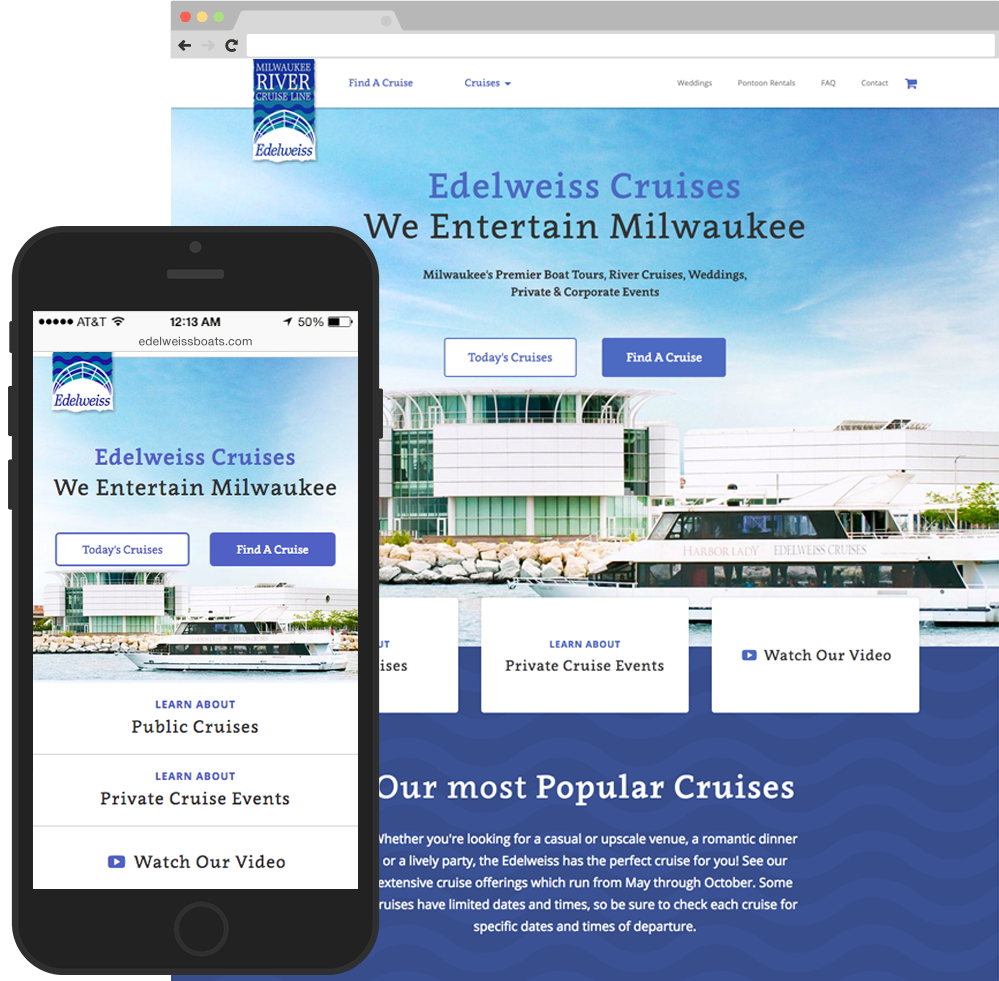 MILWAUKEE
RIVER
CRUISE LINE
Edelweiss
Find A Cruise
Cruises
Weddings
Pontoon Rentals
FAQ
Contact
Edelweiss Cruises
We Entertain Milwaukee
Milwaukee's Premier Boat Tours, River Cruises, Weddings,
Private & Corporate Events
Today's Cruises
Find A Cruise
HARBOR LADY EDELWEISS CRUISES
LEARN ABOUT
Private Cruise Events
Watch Our Video
Our most Popular Cruises
Whether you're looking for a casual or upscale venue, a romantic dinner
or a lively party, the Edelweiss has the perfect cruise for you! See our
extensive cruise offerings which run from May through October. Some
cruises have limited dates and times, so be sure to check each cruise for
specific dates and times of departure.
AT&T
12:13 AM
50%
edelweissboats.com
Edelweiss
Edelweiss Cruises
We Entertain Milwaukee
Today's Cruises
Find A Cruise
LEARN ABOUT
Public Cruises
LEARN ABOUT
Private Cruise Events
Watch Our Video